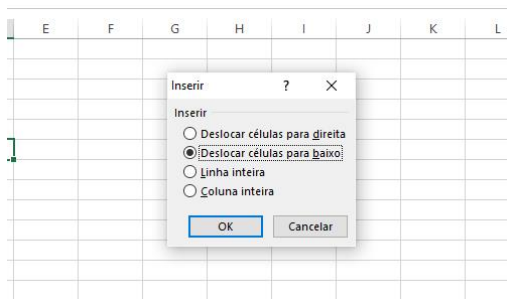 E F G H I J K L
Inserir ? X
Inserir
Deslocar células para direita
Deslocar células para baixo
Linha inteira
Coluna inteira
OK Cancelar